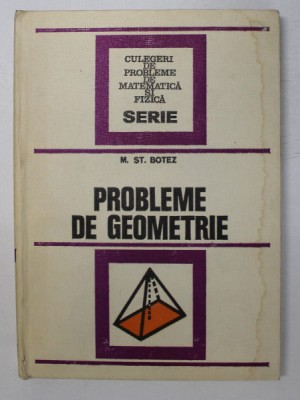 CULEGERI
DE
PROBLEME
DE
MATEMATICĂ
ȘI
FIZICĂ
SERIE
M. ST. BOTEZ
PROBLEME
DE GEOMETRIE